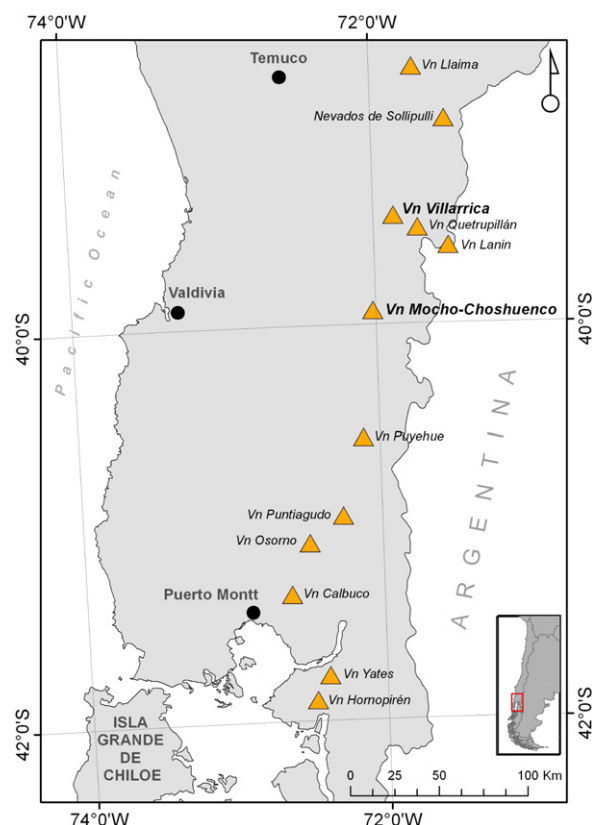 74°0'W
72°0'W
Temuco
Vn Llaima
Nevados de Sollipulli
Vn Villarrica
Vn Quetrupillán
Vn Lanin
Pacific Ocean
Valdivia
Vn Mocho-Choshuenco
40°0'S
40°0'S
Vn Puyehue
ARGENTINA
Vn Puntiagudo
Vn Osorno
Puerto Montt
Vn Calbuco
Vn Yates
Vn Hornopirén
42°0'S
42°0'S
ISLA
GRANDE
DE
CHILOE
0 25 50 100 Km
74°0'W
72°0'W